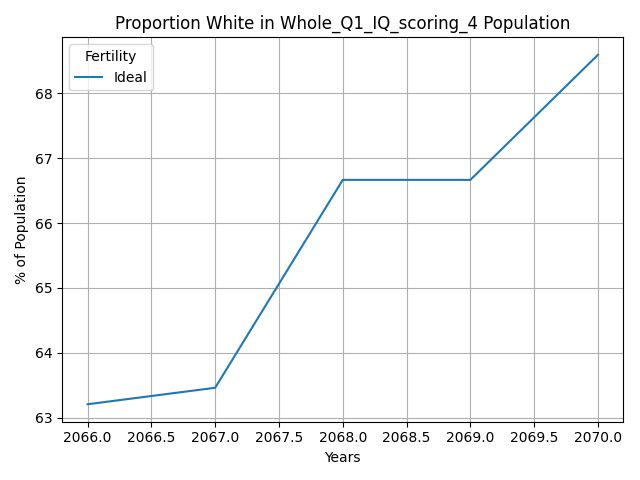 Proportion White in Whole_Q1_IQ_scoring_4 Population
Fertility
Ideal
% of Population
68
67
66
65
64
63
2066.0 2066.5 2067.0 2067.5 2068.0 2068.5 2069.0 2069.5 2070.0
Years